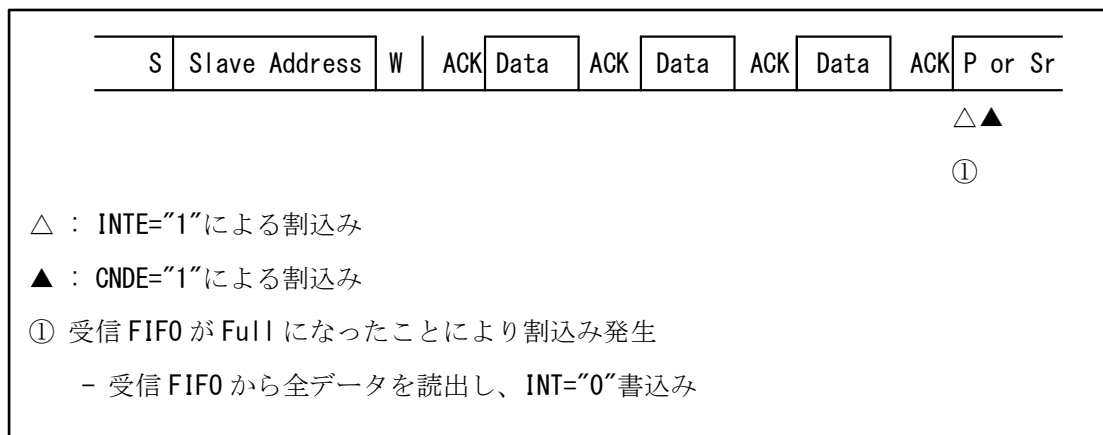 S Slave Address W ACK Data ACK Data ACK Data ACK P or Sr
△▲
①
△ : INTE="1"による割込み
▲ : CNDE="1"による割込み
① 受信FIFOがFullになったことにより割込み発生
- 受信FIFOから全データを読出し、INT="0"書込み